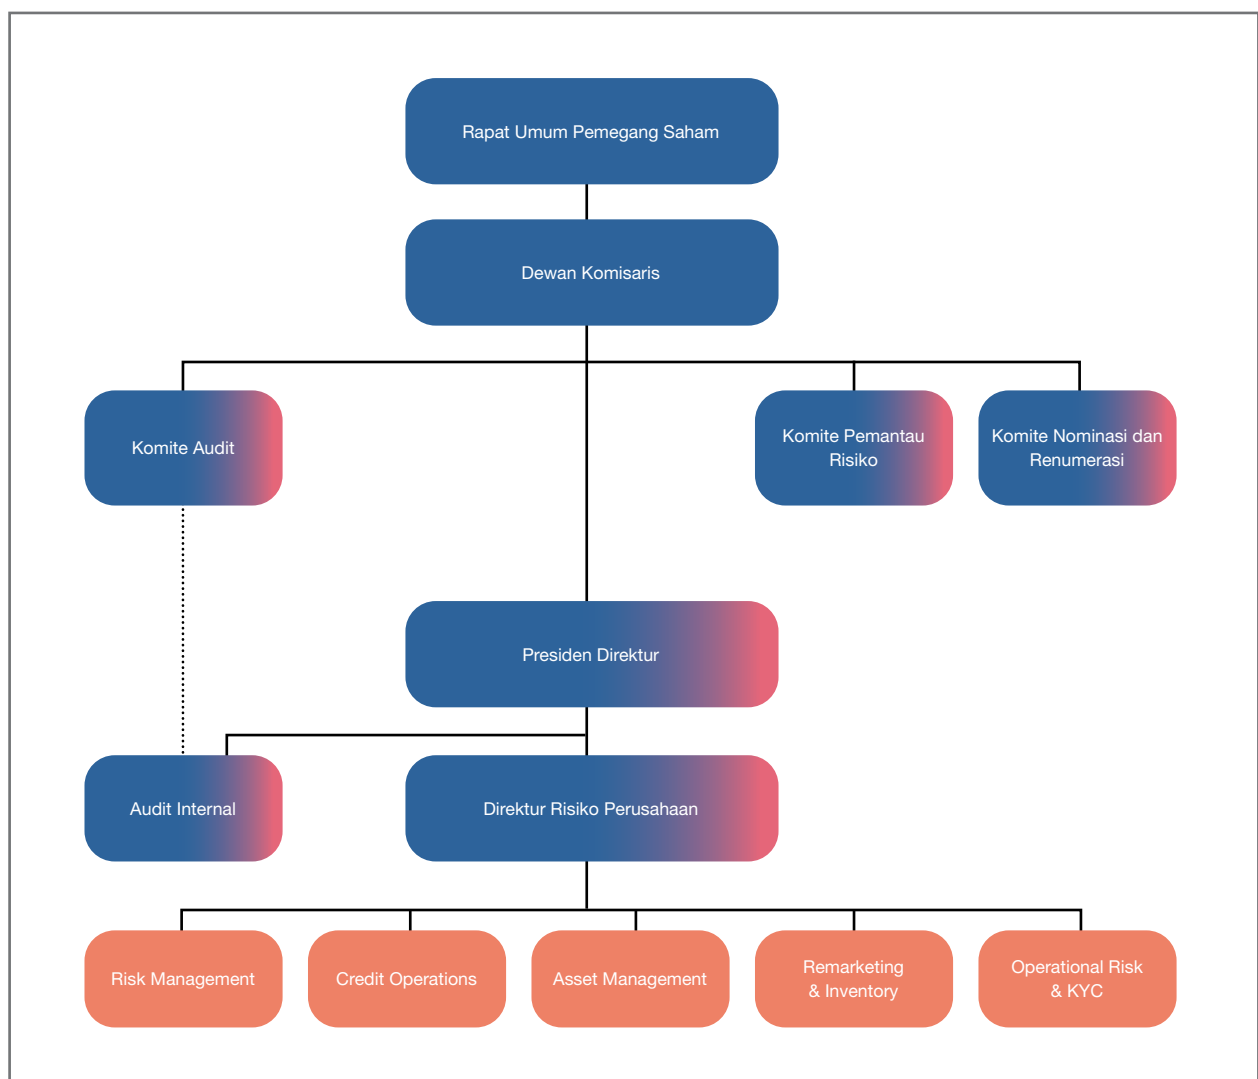 Rapat Umum Pemegang Saham
Dewan Komisaris
Komite Audit
Komite Pemantau
Risiko
Komite Nominasi dan
Renumerasi
Presiden Direktur
Audit Internal
Direktur Risiko Perusahaan
Risk Management
Credit Operations
Asset Management
Remarketing
& Inventory
Operational Risk
& KYC